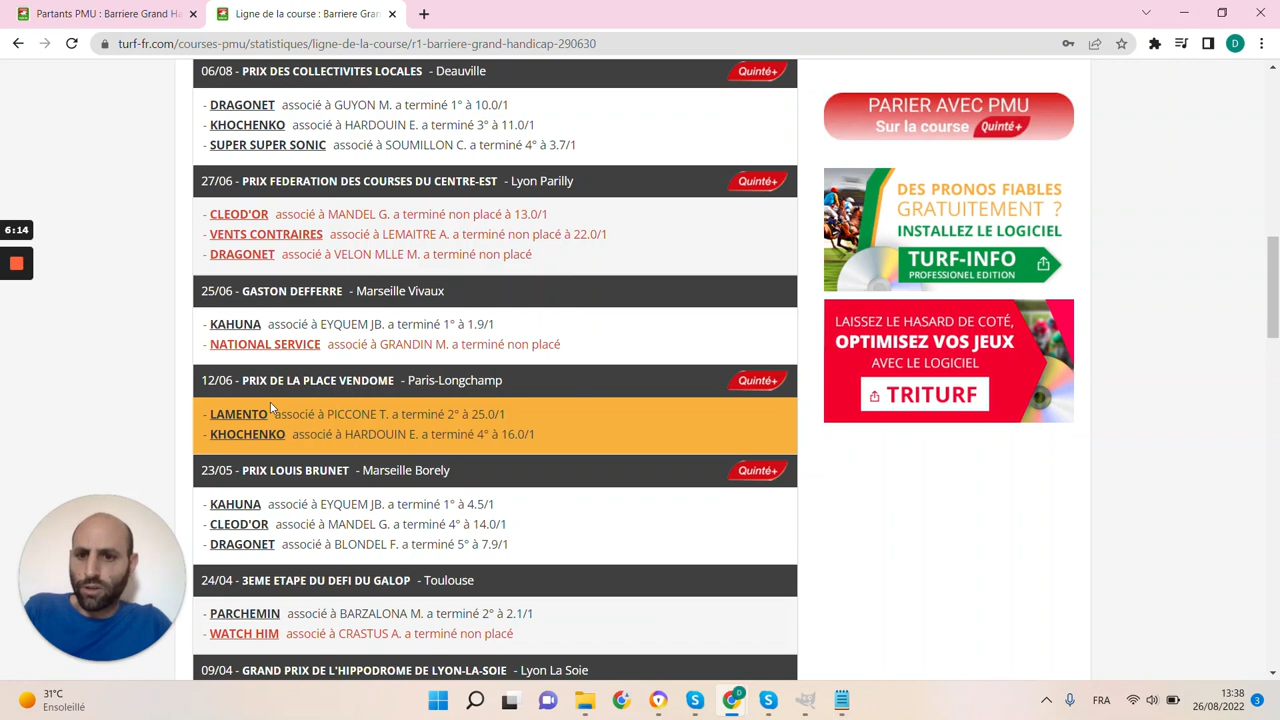 Partants PMU : Barriere Grand Ha
Ligne de la course : Barriere Gran
turf-fr.com/courses-pmu/statistiques/ligne-de-la-course/r1-barriere-grand-handicap-290630
D
06/08 - PRIX DES COLLECTIVITES LOCALES - Deauville
Quinté+
- DRAGONET associé à GUYON M. a terminé 1° à 10.0/1
- KHOCHENKO associé à HARDOUIN E. a terminé 3° à 11.0/1
- SUPER SUPER SONIC associé à SOUMILLON C. a terminé 4° à 3.7/1
27/06 - PRIX FEDERATION DES COURSES DU CENTRE-EST - Lyon Parilly
Quinté+
- CLEOD'OR associé à MANDEL G. a terminé non placé à 13.0/1
- VENTS CONTRAIRES associé à LEMAITRE A. a terminé non placé à 22.0/1
- DRAGONET associé à VELON MLLE M. a terminé non placé
25/06 - GASTON DEFFERRE - Marseille Vivaux
- KAHUNA associé à EYQUEM JB. a terminé 1° à 1.9/1
- NATIONAL SERVICE associé à GRANDIN M. a terminé non placé
12/06 - PRIX DE LA PLACE VENDOME - Paris-Longchamp
Quinté+
- LAMENTO associé à PICCONE T. a terminé 2° à 25.0/1
- KHOCHENKO associé à HARDOUIN E. a terminé 4° à 16.0/1
23/05 - PRIX LOUIS BRUNET - Marseille Borely
Quinté+
- KAHUNA associé à EYQUEM JB. a terminé 1° à 4.5/1
- CLEOD'OR associé à MANDEL G. a terminé 4° à 14.0/1
- DRAGONET associé à BLONDEL F. a terminé 5° à 7.9/1
24/04 - 3EME ETAPE DU DEFI DU GALOP - Toulouse
- PARCHEMIN associé à BARZALONA M. a terminé 2° à 2.1/1
- WATCH HIM associé à CRASTUS A. a terminé non placé
09/04 - GRAND PRIX DE L'HIPPODROME DE LYON-LA-SOIE - Lyon La Soie
PARIER AVEC PMU
Sur la course Quinté+
DES PRONOS FIABLES
GRATUITEMENT ?
INSTALLEZ LE LOGICIEL
TURF-INFO
PROFESSIONEL EDITION
LAISSEZ LE HASARD DE COTÉ,
OPTIMISEZ VOS JEUX
AVEC LE LOGICIEL
TRITURF
6:14
31°C
Ensoleillé
D
FRA
13:38
26/08/2022
3